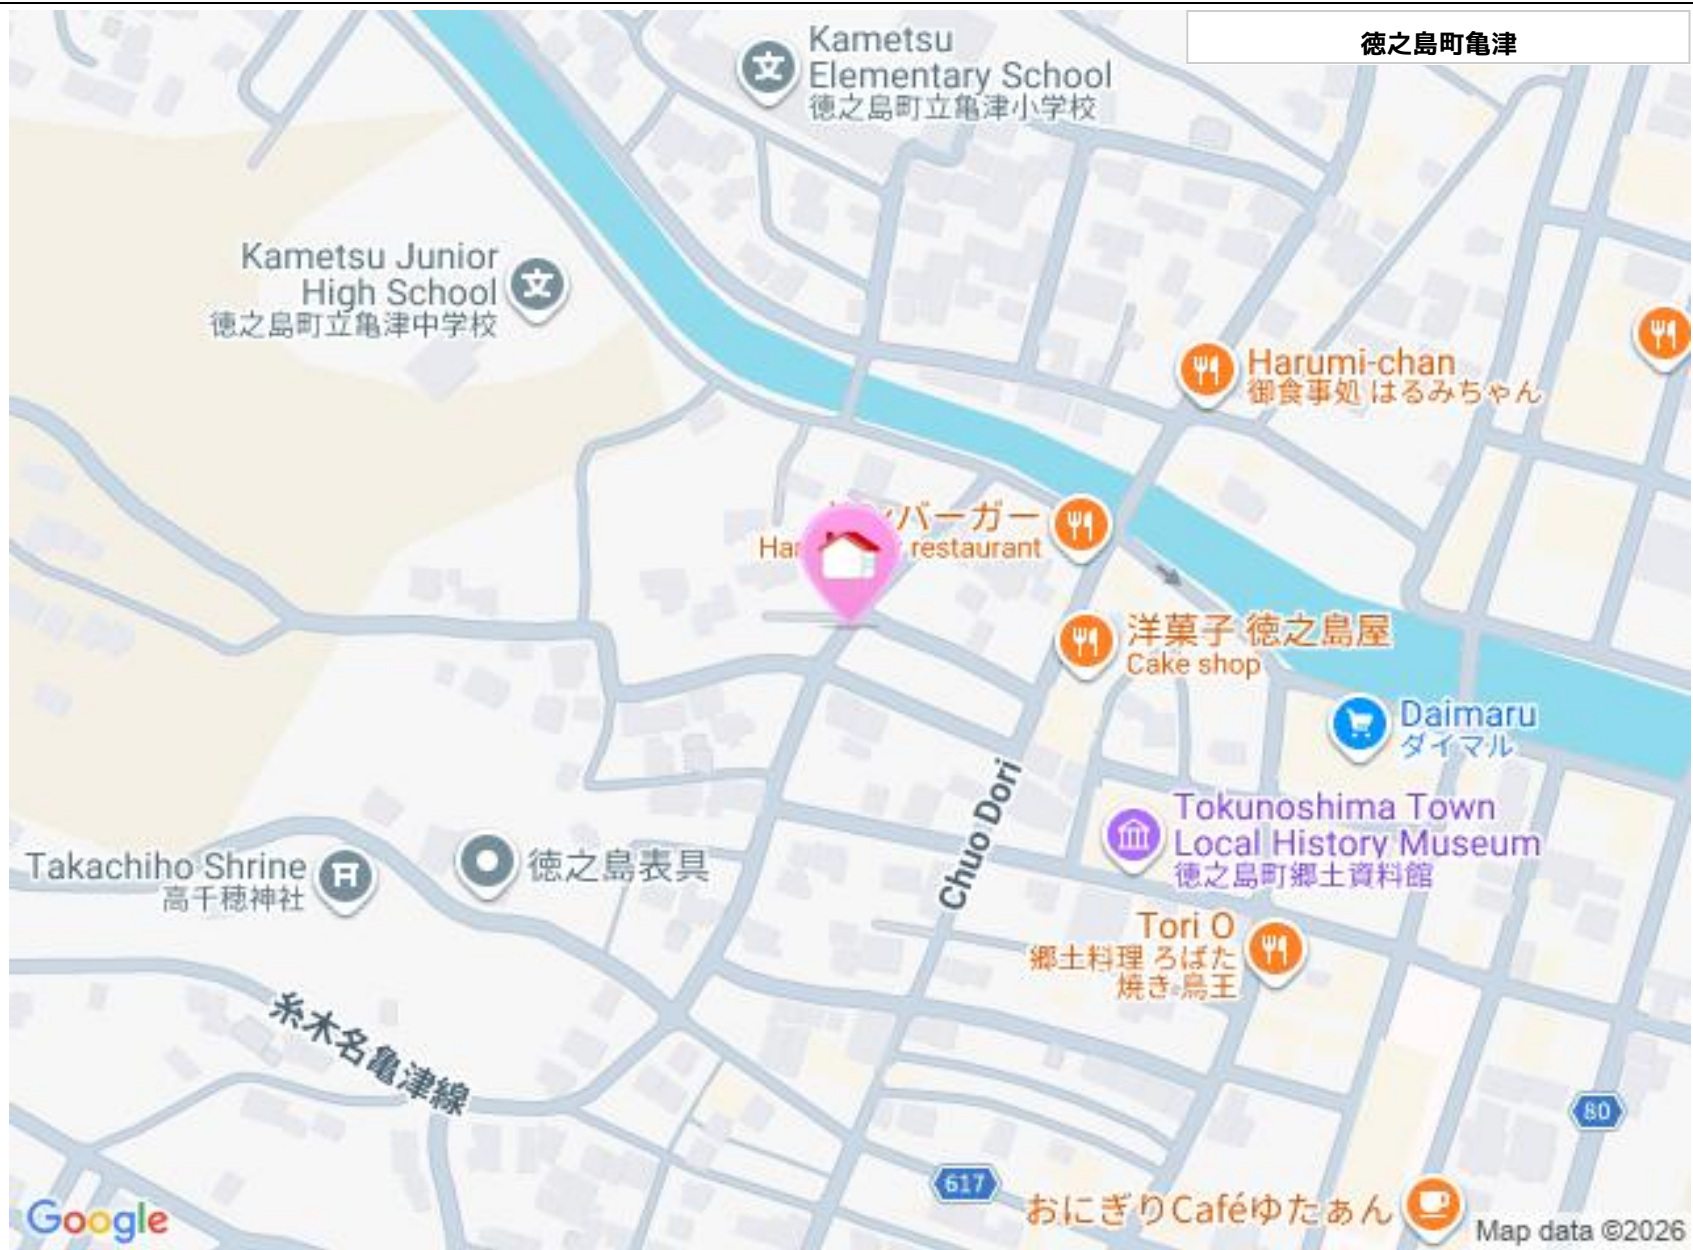 徳之島町亀津
Kametsu
Elementary School
徳之島町立亀津小学校
Kametsu Junior
High School
徳之島町立亀津中学校
Harumi-chan
御食事処 はるみちゃん
バーガー
restaurant
洋菓子 徳之島屋
Cake shop
Daimaru
ダイマル
Chuo Dori
Tokunoshima Town
Local History Museum
徳之島町郷土資料館
Takachiho Shrine
高千穂神社
徳之島表具
Tori O
郷土料理 ろばた
焼き 鳥王
糸木名亀津線
80
617
おにぎりCaféゆたぁん
Google
Map data ©2026